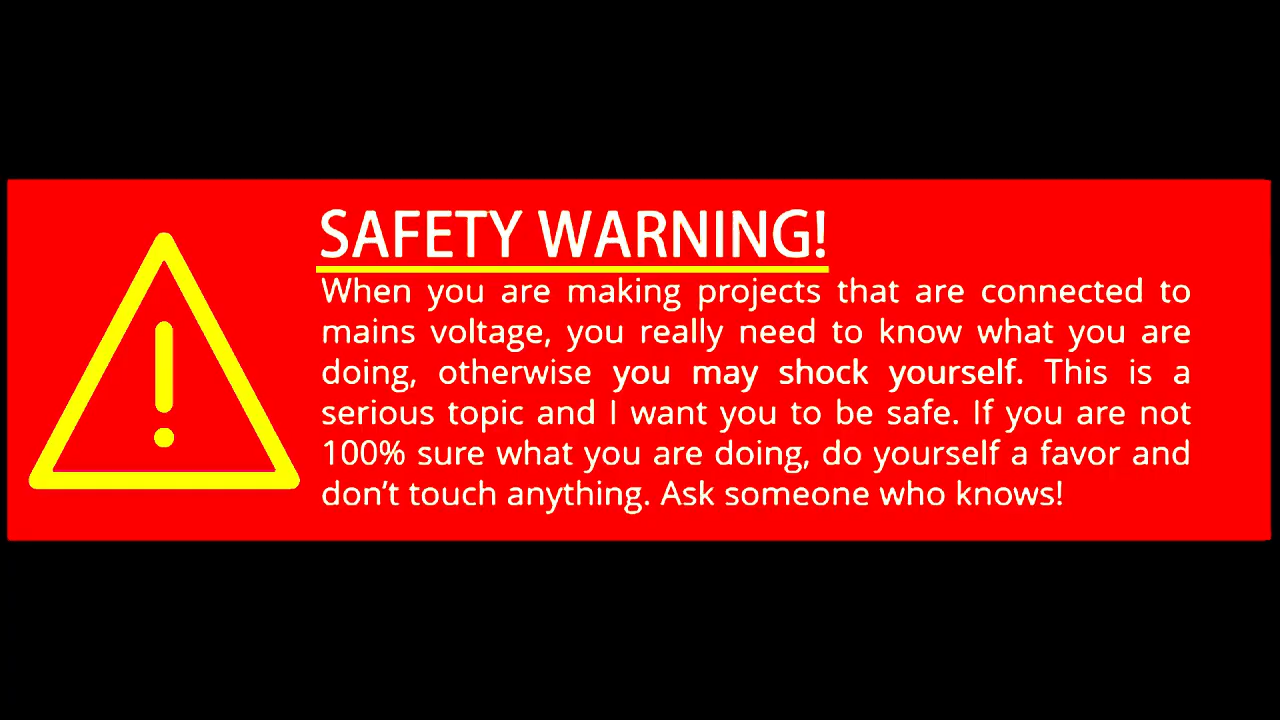 SAFETY WARNING!
When you are making projects that are connected to
mains voltage, you really need to know what you are
doing, otherwise you may shock yourself. This is a
serious topic and I want you to be safe. If you are not
100% sure what you are doing, do yourself a favor and
don’t touch anything. Ask someone who knows!